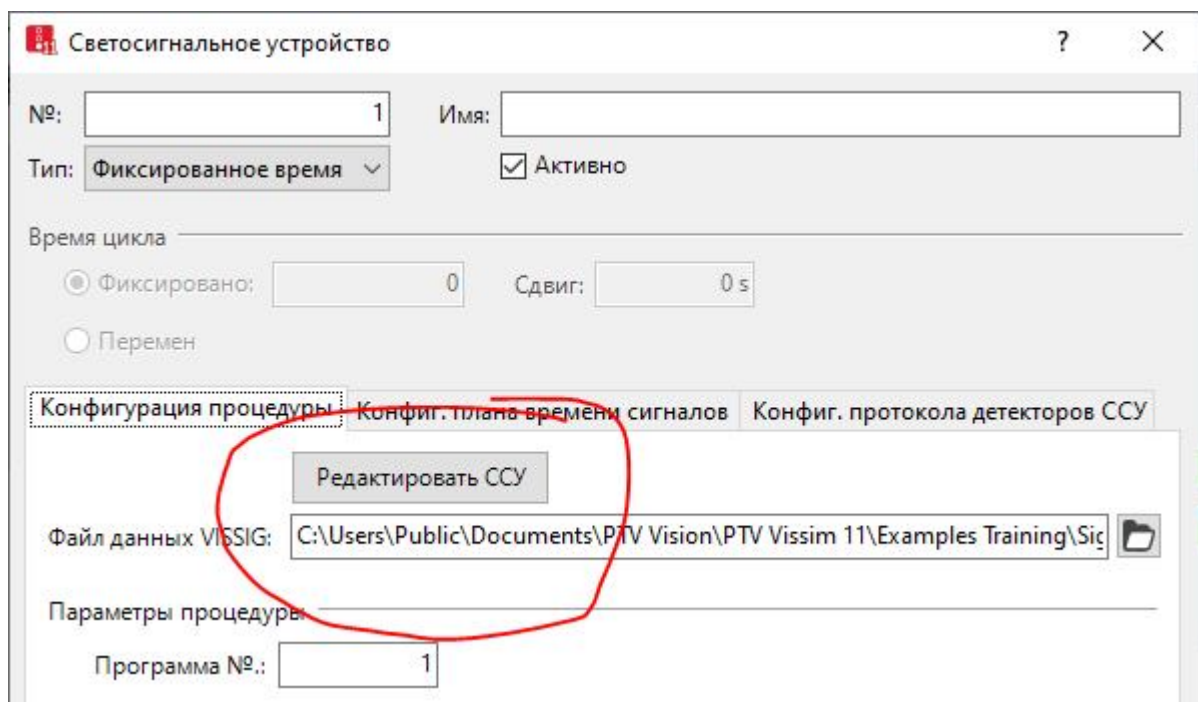 Светосигнальное устройство ?
№: 1 Имя:
Тип: Фиксированное время Активно
Время цикла
Фиксировано: 0 Сдвиг: 0 s
Перемен
Конфигурация процедуры Конфиг. плана времени сигналов Конфиг. протокола детекторов ССУ
Редактировать ССУ
Файл данных VISSIG: C:\Users\Public\Documents\PTV Vision\PTV Vissim 11\Examples Training\Sig
Параметры процедуры
Программа №.: 1